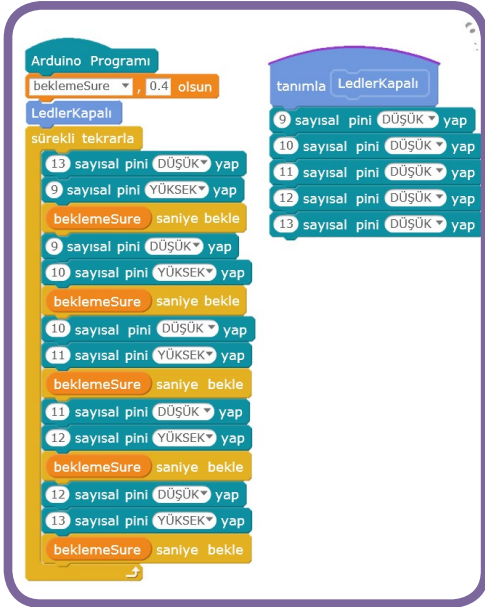 Arduino Programı
beklemeSure , 0.4 olsun
LedlerKapalı
sürekli tekrarla
13 sayısal pini DÜŞÜK yap
9 sayısal pini YÜKSEK yap
beklemeSure saniye bekle
9 sayısal pini DÜŞÜK yap
10 sayısal pini YÜKSEK yap
beklemeSure saniye bekle
10 sayısal pini DÜŞÜK yap
11 sayısal pini YÜKSEK yap
beklemeSure saniye bekle
11 sayısal pini DÜŞÜK yap
12 sayısal pini YÜKSEK yap
beklemeSure saniye bekle
12 sayısal pini DÜŞÜK yap
13 sayısal pini YÜKSEK yap
beklemeSure saniye bekle
tanımla LedlerKapalı
9 sayısal pini DÜŞÜK yap
10 sayısal pini DÜŞÜK yap
11 sayısal pini DÜŞÜK yap
12 sayısal pini DÜŞÜK yap
13 sayısal pini DÜŞÜK yap